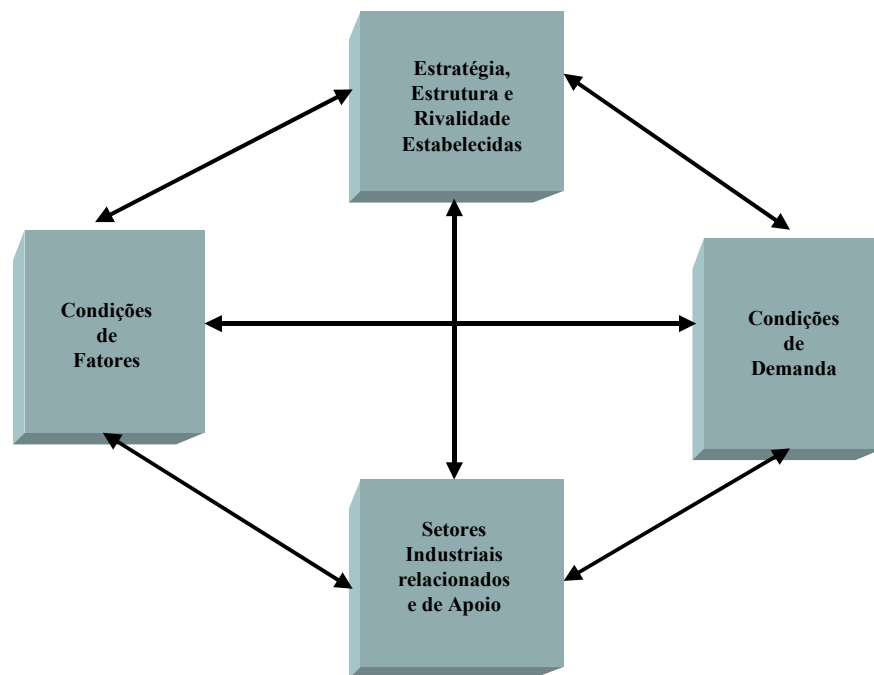 Estratégia,
Estrutura e
Rivalidade
Estabelecidas
Condições
de
Fatores
Condições
de
Demanda
Setores
Industriais
relacionados
e de Apoio